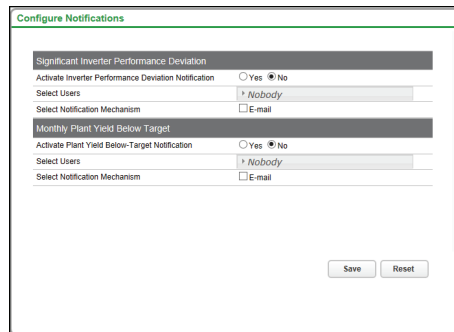 Configure Notifications
Significant Inverter Performance Deviation
Activate Inverter Performance Deviation Notification Yes No
Select Users Nobody
Select Notification Mechanism E-mail
Monthly Plant Yield Below Target
Activate Plant Yield Below-Target Notification Yes No
Select Users Nobody
Select Notification Mechanism E-mail
Save Reset